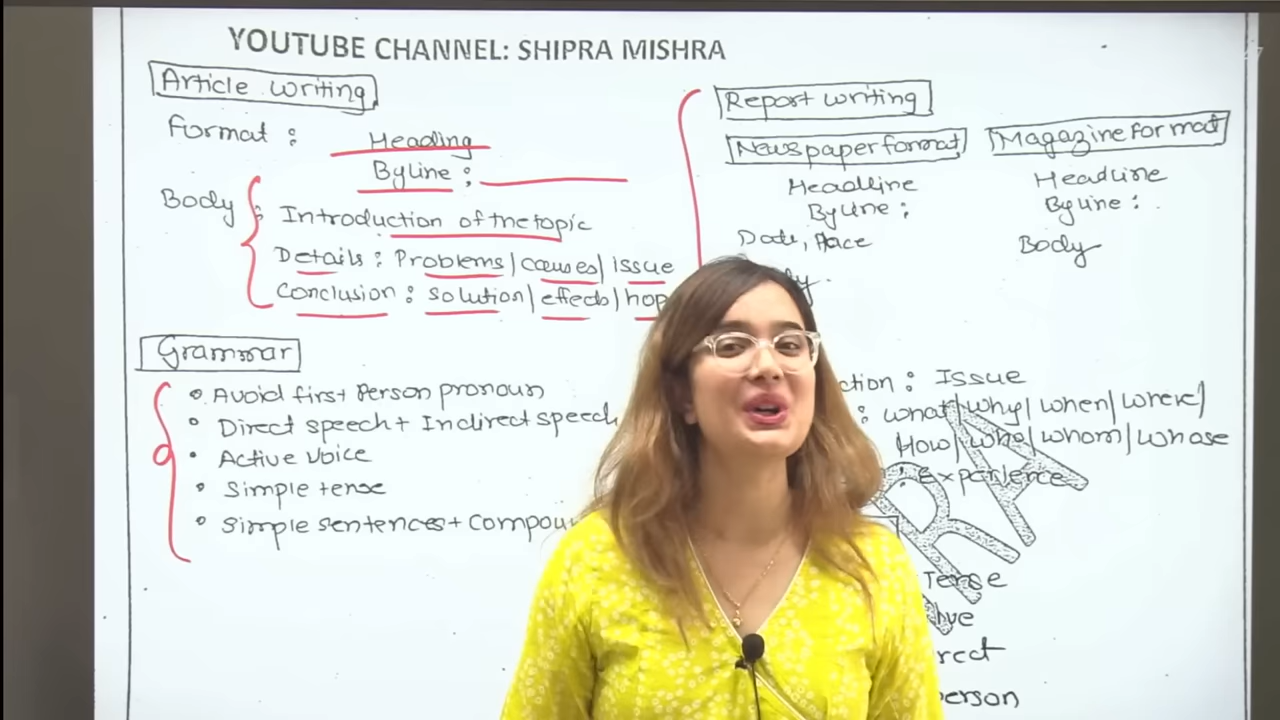 YOUTUBE CHANNEL: SHIPRA MISHRA
Article writing
Format : Heading
Byline :
Body : Introduction of the topic
Details : Problems | causes | issue
Conclusion : solution | effects | hop
Grammar
• Avoid first Person pronoun
• Direct speech + Indirect speech
• Active voice
• Simple tense
• Simple sentences + Compou
Report writing
Newspaper format
Headline
Byline :
Date, Place
Magazine format
Headline
Byline :
Body
ction : Issue
: what | why | when | where |
How | who | whom | whose
: experience
Tense
rect
erson